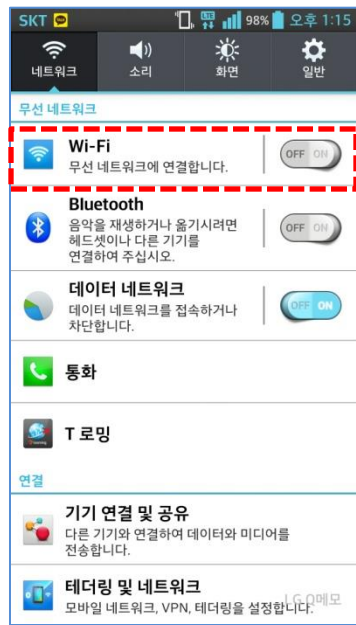 SKT LTE 98% 오후 1:15
네트워크 소리 화면 일반
무선 네트워크
Wi-Fi
무선 네트워크에 연결합니다.
OFF ON
Bluetooth
음악을 재생하거나 옮기시려면
헤드셋이나 다른 기기를
연결하여 주십시오.
OFF ON
데이터 네트워크
데이터 네트워크를 접속하거나
차단합니다.
OFF ON
통화
T 로밍
연결
기기 연결 및 공유
다른 기기와 연결하여 데이터와 미디어를
전송합니다.
테더링 및 네트워크
모바일 네트워크, VPN, 테더링을 설정합니다.
LG Q메모